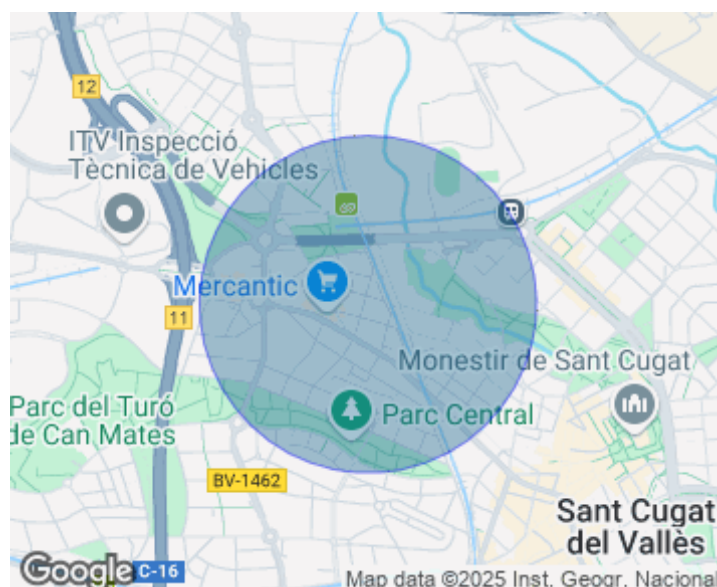 12
ITV Inspecció
Tècnica de Vehicles
Mercantic
11
Monestir de Sant Cugat
Parc del Turó
de Can Mates
Parc Central
BV-1462
Sant Cugat
del Vallès
Google
C-16
Map data ©2025 Inst. Geogr. Nacional